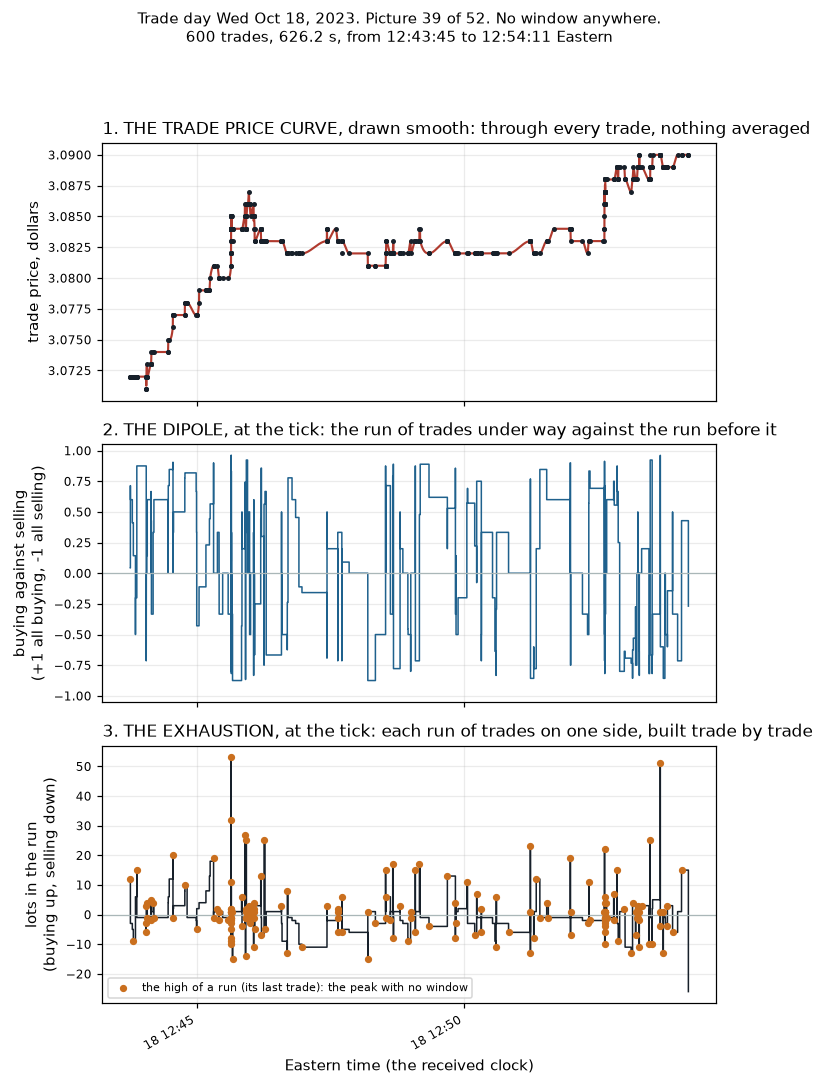 Trade day Wed Oct 18, 2023. Picture 39 of 52. No window anywhere.
600 trades, 626.2 s, from 12:43:45 to 12:54:11 Eastern
1. THE TRADE PRICE CURVE, drawn smooth: through every trade, nothing averaged
3.0900
3.0875
3.0850
3.0825
3.0800
3.0775
3.0750
3.0725
trade price, dollars
2. THE DIPOLE, at the tick: the run of trades under way against the run before it
1.00
0.75
0.50
0.25
0.00
−0.25
−0.50
−0.75
−1.00
buying against selling
(+1 all buying, -1 all selling)
3. THE EXHAUSTION, at the tick: each run of trades on one side, built trade by trade
50
40
30
20
10
0
−10
−20
lots in the run
(buying up, selling down)
the high of a run (its last trade): the peak with no window
18 12:45
18 12:50
Eastern time (the received clock)